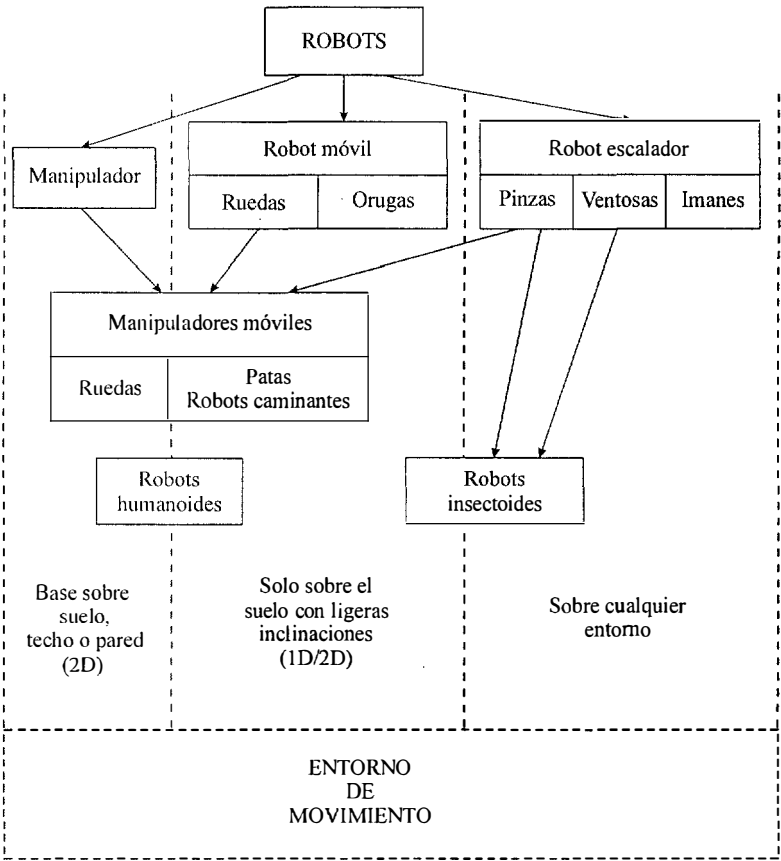 ROBOTS
Manipulador
Robot móvil
Ruedas
Orugas
Robot escalador
Pinzas
Ventosas
Imanes
Manipuladores móviles
Ruedas
Patas
Robots caminantes
Robots
humanoides
Robots
insectoides
Base sobre
suelo,
techo o pared
(2D)
Solo sobre el
suelo con ligeras
inclinaciones
(1D/2D)
Sobre cualquier
entorno
ENTORNO
DE
MOVIMIENTO